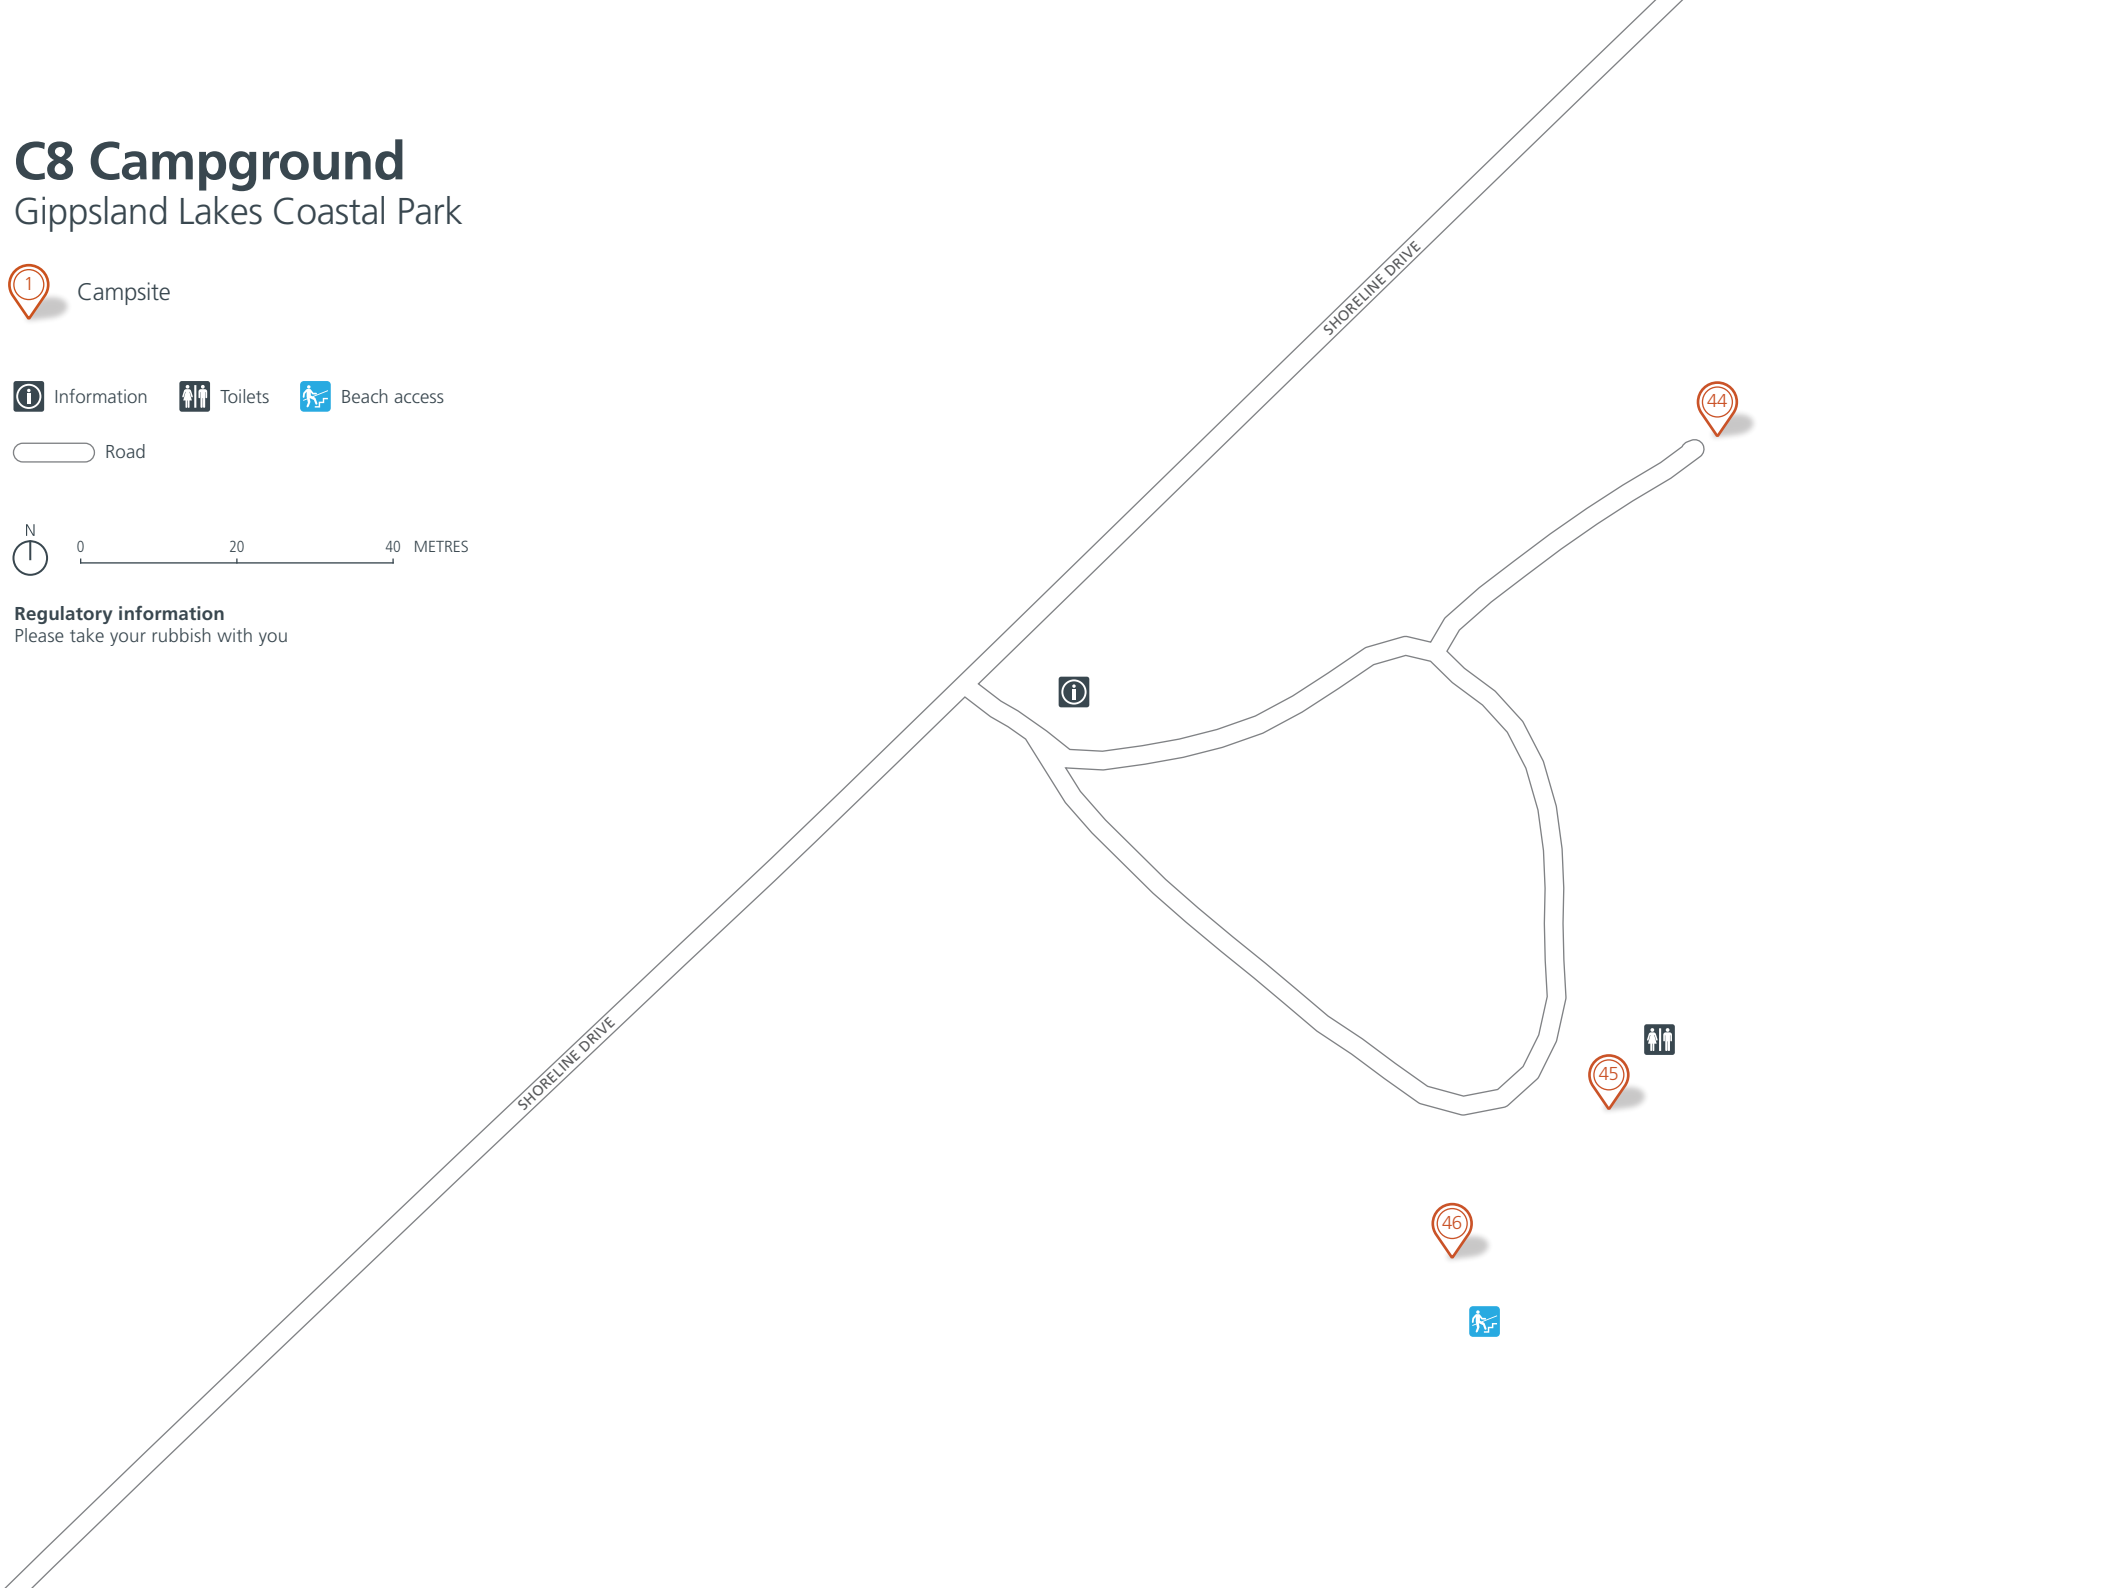 C8 Campground
Gippsland Lakes Coastal Park
1
Campsite
Information
Toilets
Beach access
Road
N
0 20 40 METRES
Regulatory information
Please take your rubbish with you
SHORELINE DRIVE
44
45
SHORELINE DRIVE
46